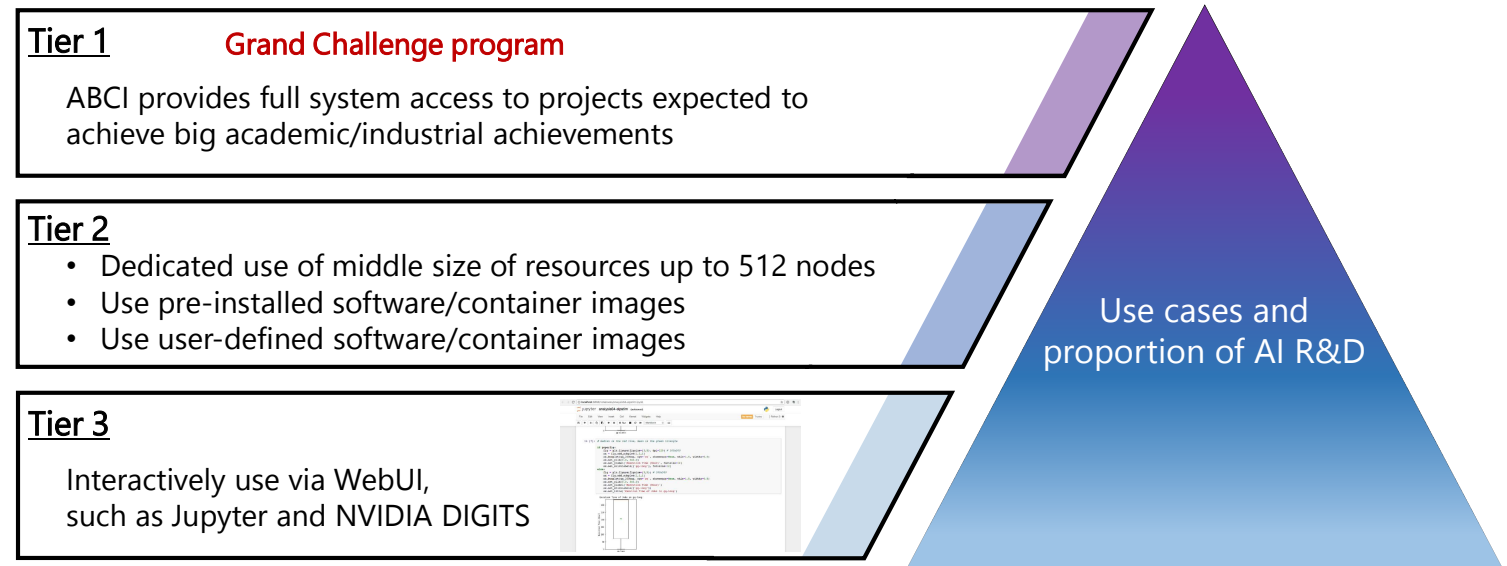 Tier 1
Grand Challenge program
ABCI provides full system access to projects expected to
achieve big academic/industrial achievements
Tier 2
• Dedicated use of middle size of resources up to 512 nodes
• Use pre-installed software/container images
• Use user-defined software/container images
Tier 3
Interactively use via WebUI,
such as Jupyter and NVIDIA DIGITS
Use cases and
proportion of AI R&D